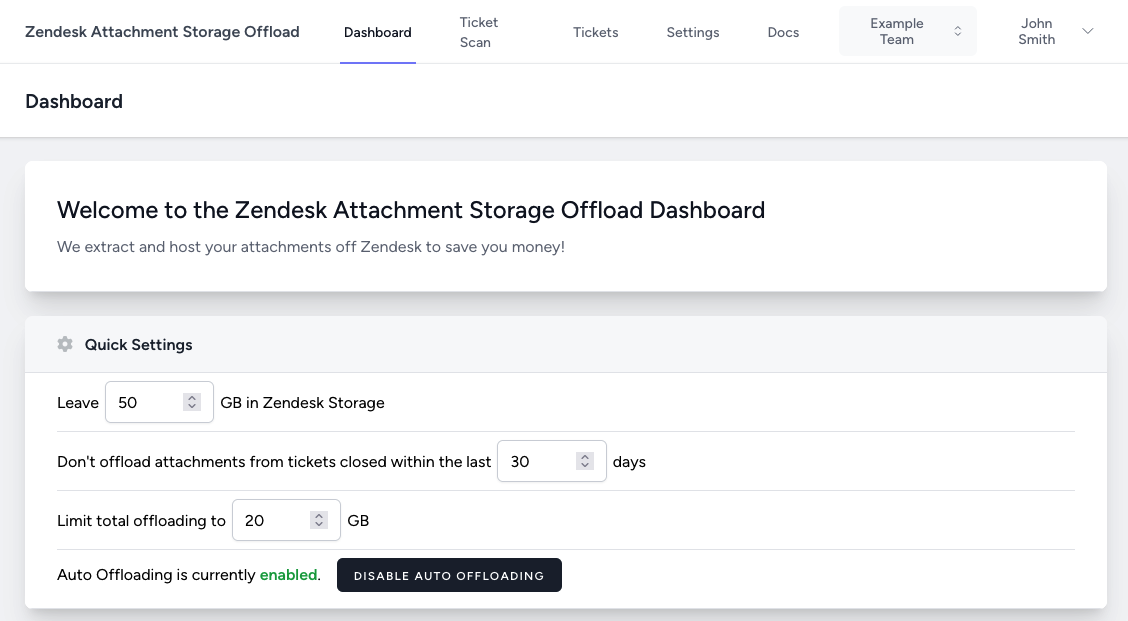 Zendesk Attachment Storage Offload
Dashboard
Ticket
Scan
Tickets
Settings
Docs
Example
Team
John
Smith
Dashboard
Welcome to the Zendesk Attachment Storage Offload Dashboard
We extract and host your attachments off Zendesk to save you money!
Quick Settings
Leave 50 GB in Zendesk Storage
Don't offload attachments from tickets closed within the last 30 days
Limit total offloading to 20 GB
Auto Offloading is currently enabled. DISABLE AUTO OFFLOADING